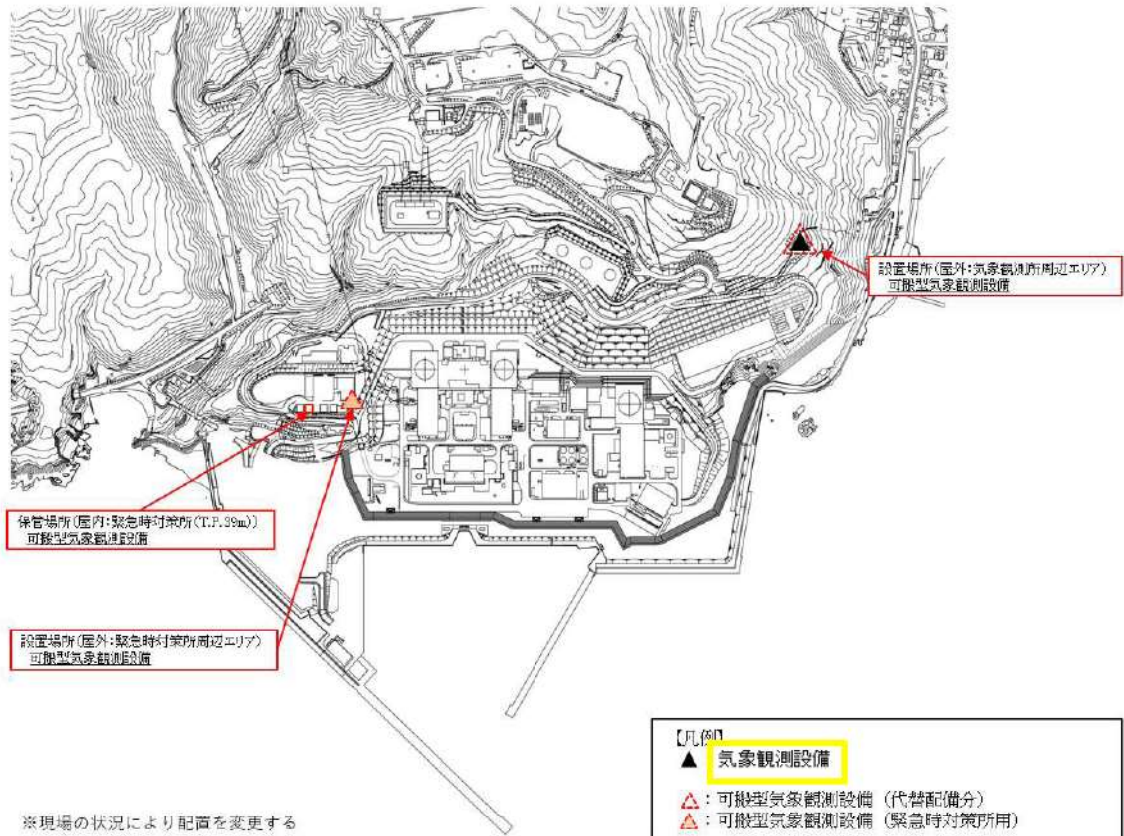 設置場所(屋外:気象観測所周辺エリア)
可搬型気象観測設備
保管場所(屋内:緊急時対策所(T.P.39m))
可搬型気象観測設備
設置場所(屋外:緊急時対策所周辺エリア)
可搬型気象観測設備
【凡例】
▲ 気象観測設備
△:可搬型気象観測設備(代替配備分)
△:可搬型気象観測設備(緊急時対策所用)
※現場の状況により配置を変更する